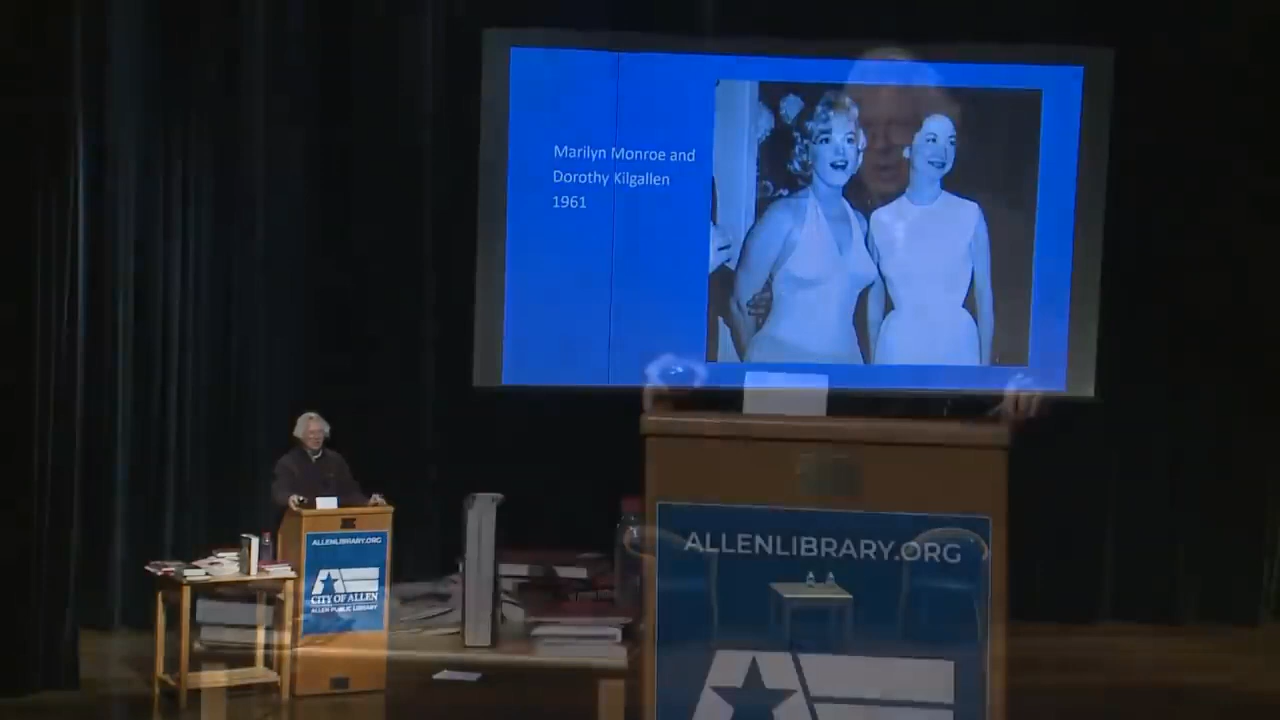 Marilyn Monroe and
Dorothy Kilgallen
1961
ALLENLIBRARY.ORG
CITY OF ALLEN
ALLEN PUBLIC LIBRARY
ALLENLIBRARY.ORG